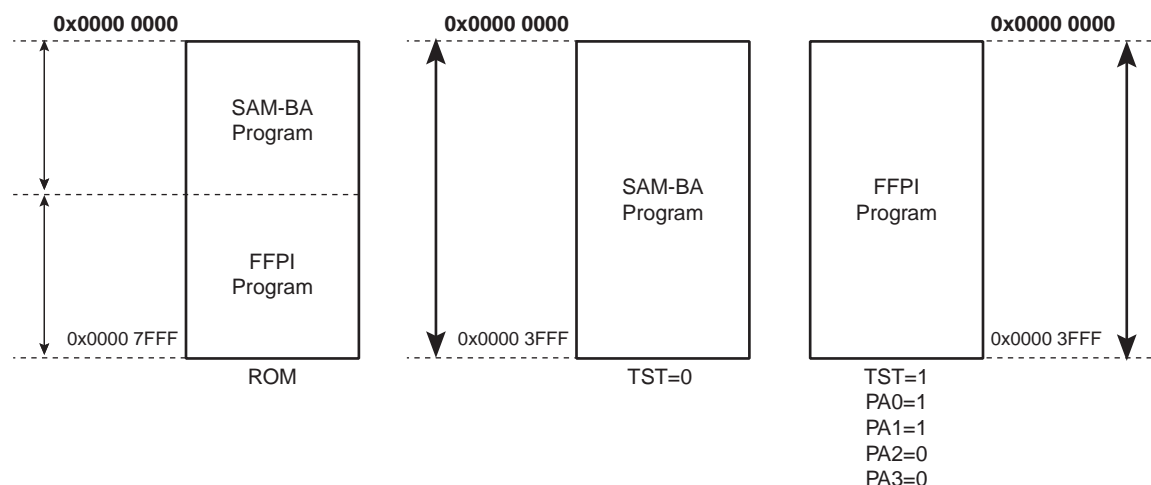 0x0000 0000
SAM-BA
Program
FFPI
Program
0x0000 7FFF
ROM
0x0000 0000
SAM-BA
Program
0x0000 3FFF
TST=0
0x0000 0000
FFPI
Program
0x0000 3FFF
TST=1
PA0=1
PA1=1
PA2=0
PA3=0